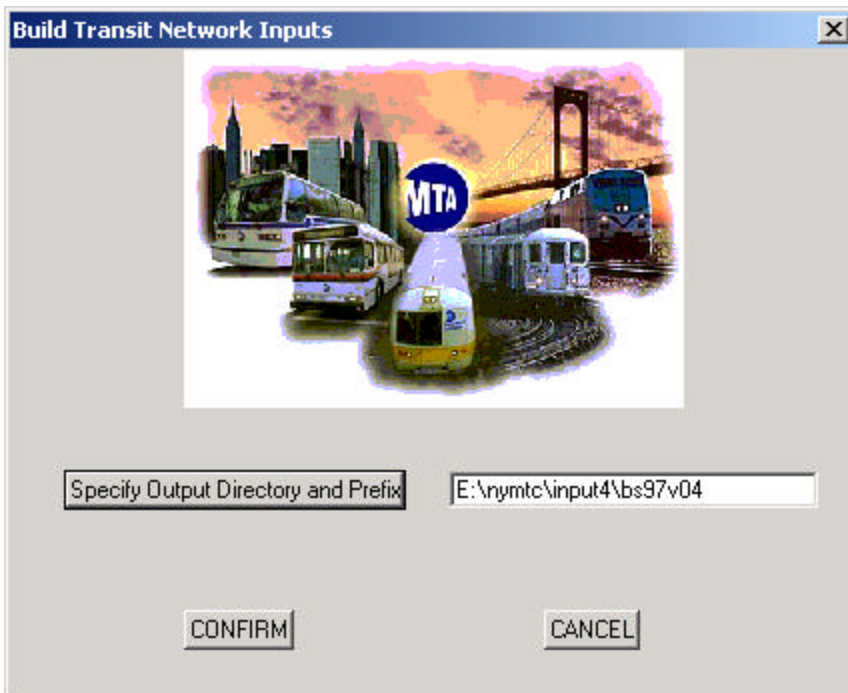 Build Transit Network Inputs
MTA
Specify Output Directory and Prefix
E:\nymtc\input4\bs97v04
CONFIRM
CANCEL